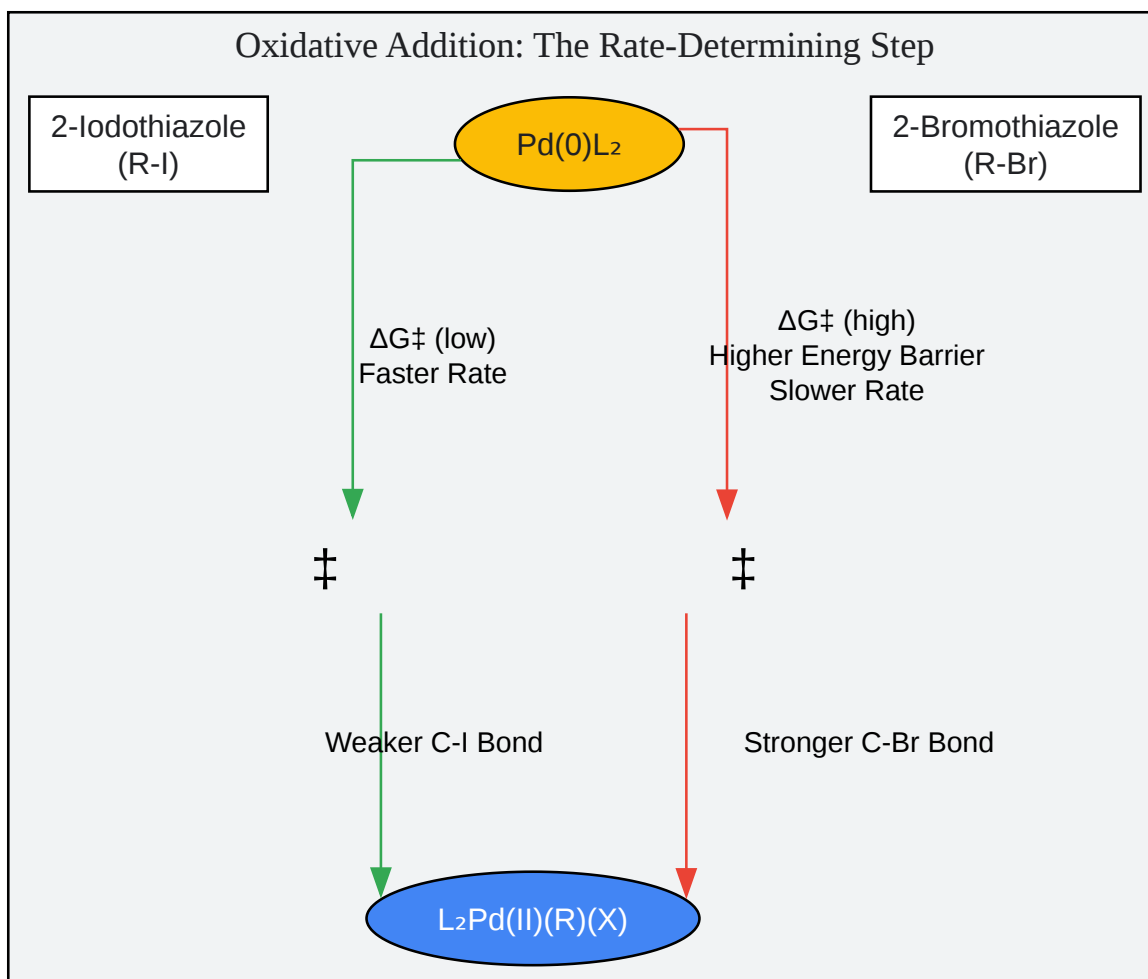 Oxidative Addition: The Rate-Determining Step
2-Iodothiazole
(R-I)
Pd(0)L₂
2-Bromothiazole
(R-Br)
ΔG‡ (low)
Faster Rate
ΔG‡ (high)
Higher Energy Barrier
Slower Rate
‡
‡
Weaker C-I Bond
Stronger C-Br Bond
L₂Pd(II)(R)(X)